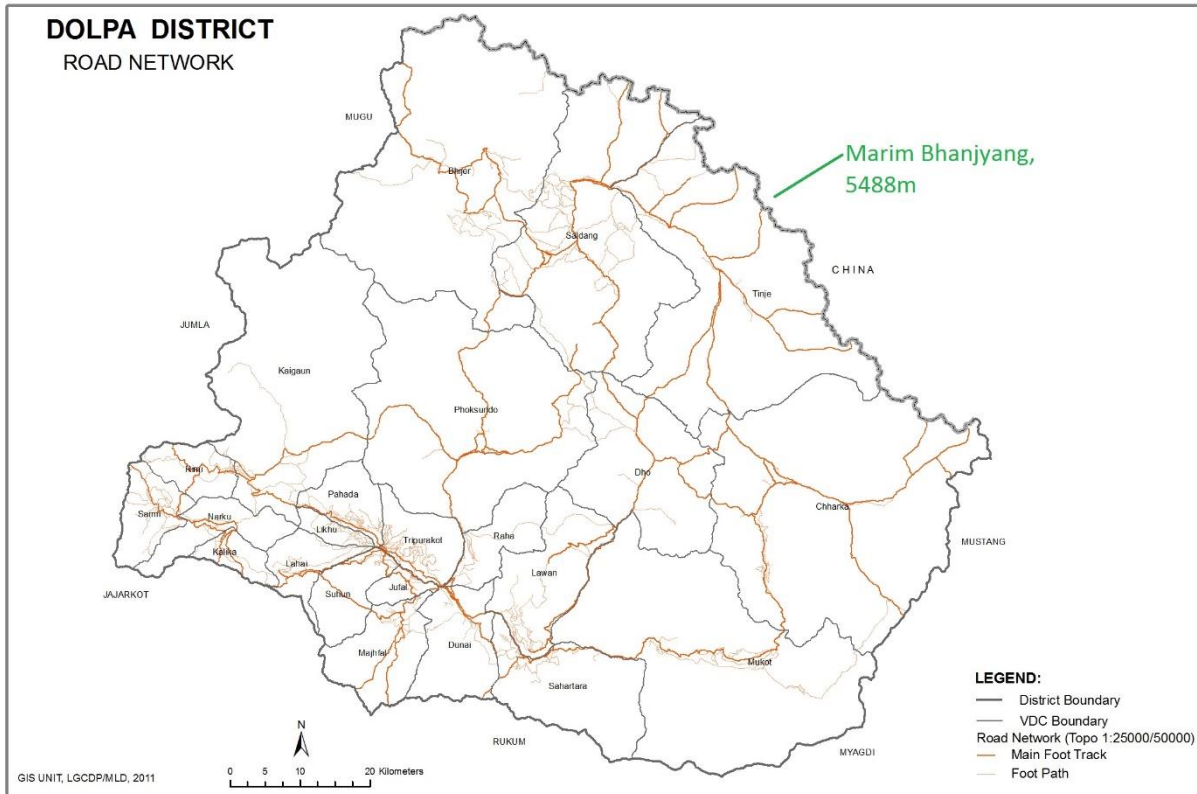 DOLPA DISTRICT
ROAD NETWORK
MUGU
Marim Bhanjyang,
5488m
Bhijer
Saldang
CHINA
Tinje
JUMLA
Kaigaun
Phoksundo
Dho
Rimi
Pahada
Chharka
Sarmi
Narku
Likhu
Tripurakot
Raha
MUSTANG
Kalika
Lahai
Lawan
JAJARKOT
Suhun
Jufal
Majhfal
Dunai
Mukot
Sahartara
LEGEND:
District Boundary
VDC Boundary
Road Network (Topo 1:25000/50000)
Main Foot Track
Foot Path
N
RUKUM
MYAGDI
GIS UNIT, LGCDP/MLD, 2011
0 5 10 20 Kilometers